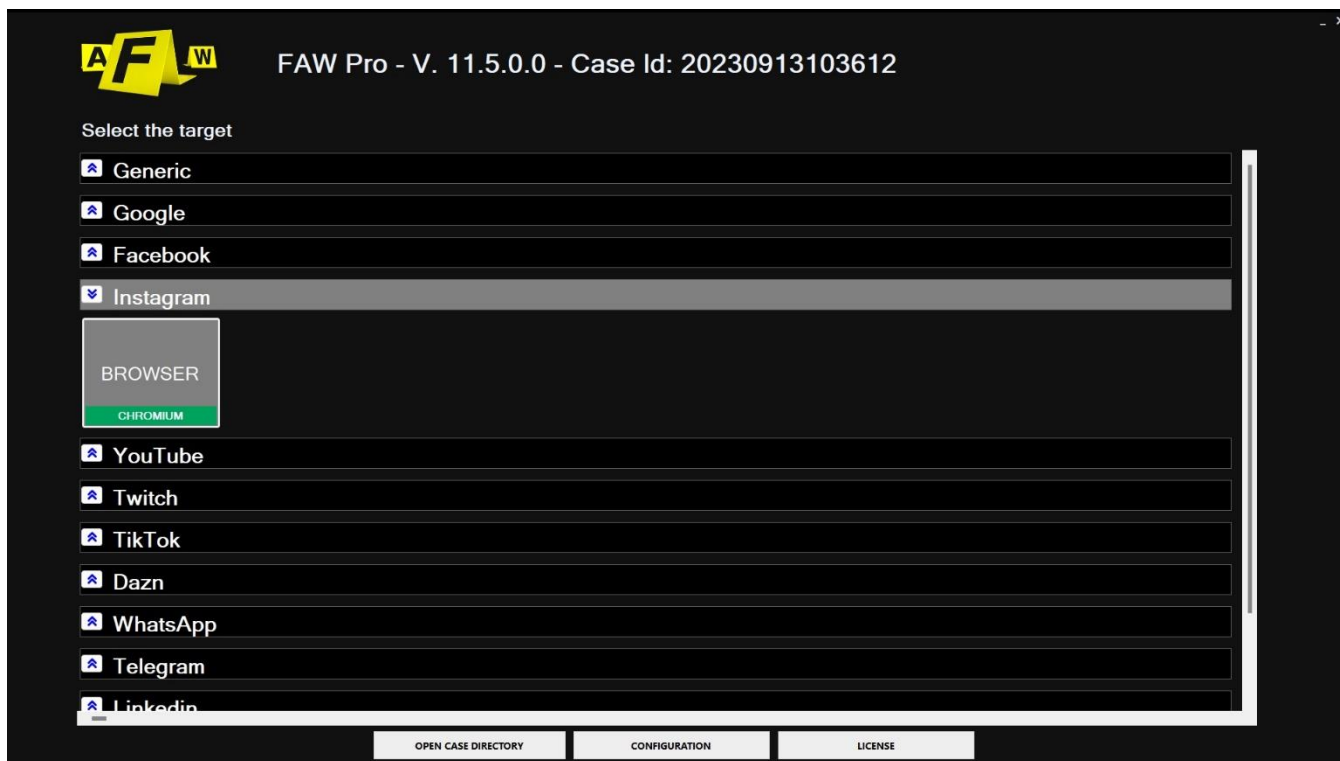 A F W
FAW Pro - V. 11.5.0.0 - Case Id: 20230913103612
Select the target
Generic
Google
Facebook
Instagram
BROWSER
CHROMIUM
YouTube
Twitch
TikTok
Dazn
WhatsApp
Telegram
Linkedin
OPEN CASE DIRECTORY CONFIGURATION LICENSE